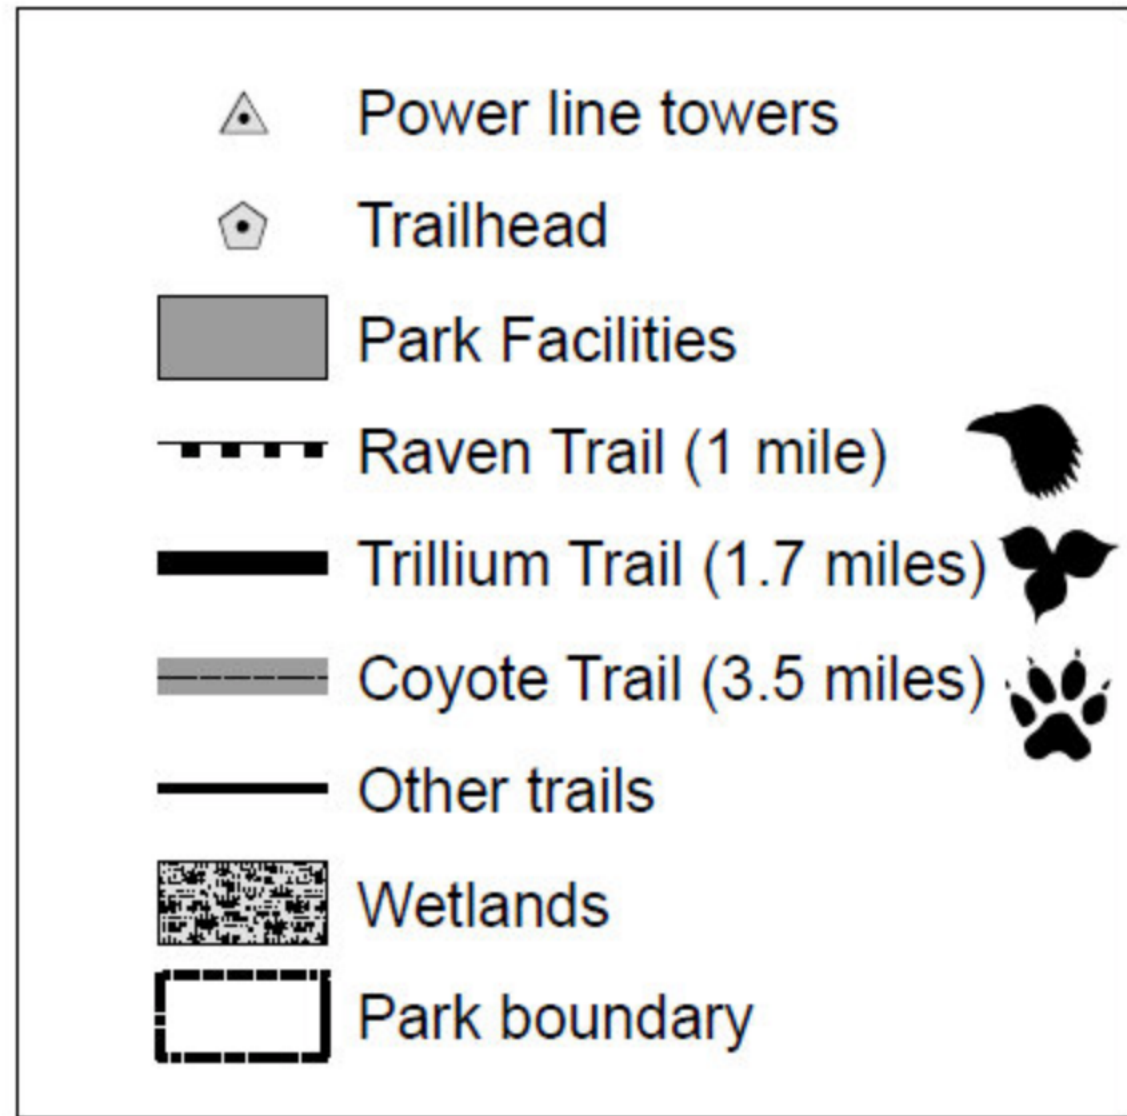 Power line towers
Trailhead
Park Facilities
Raven Trail (1 mile)
Trillium Trail (1.7 miles)
Coyote Trail (3.5 miles)
Other trails
Wetlands
Park boundary